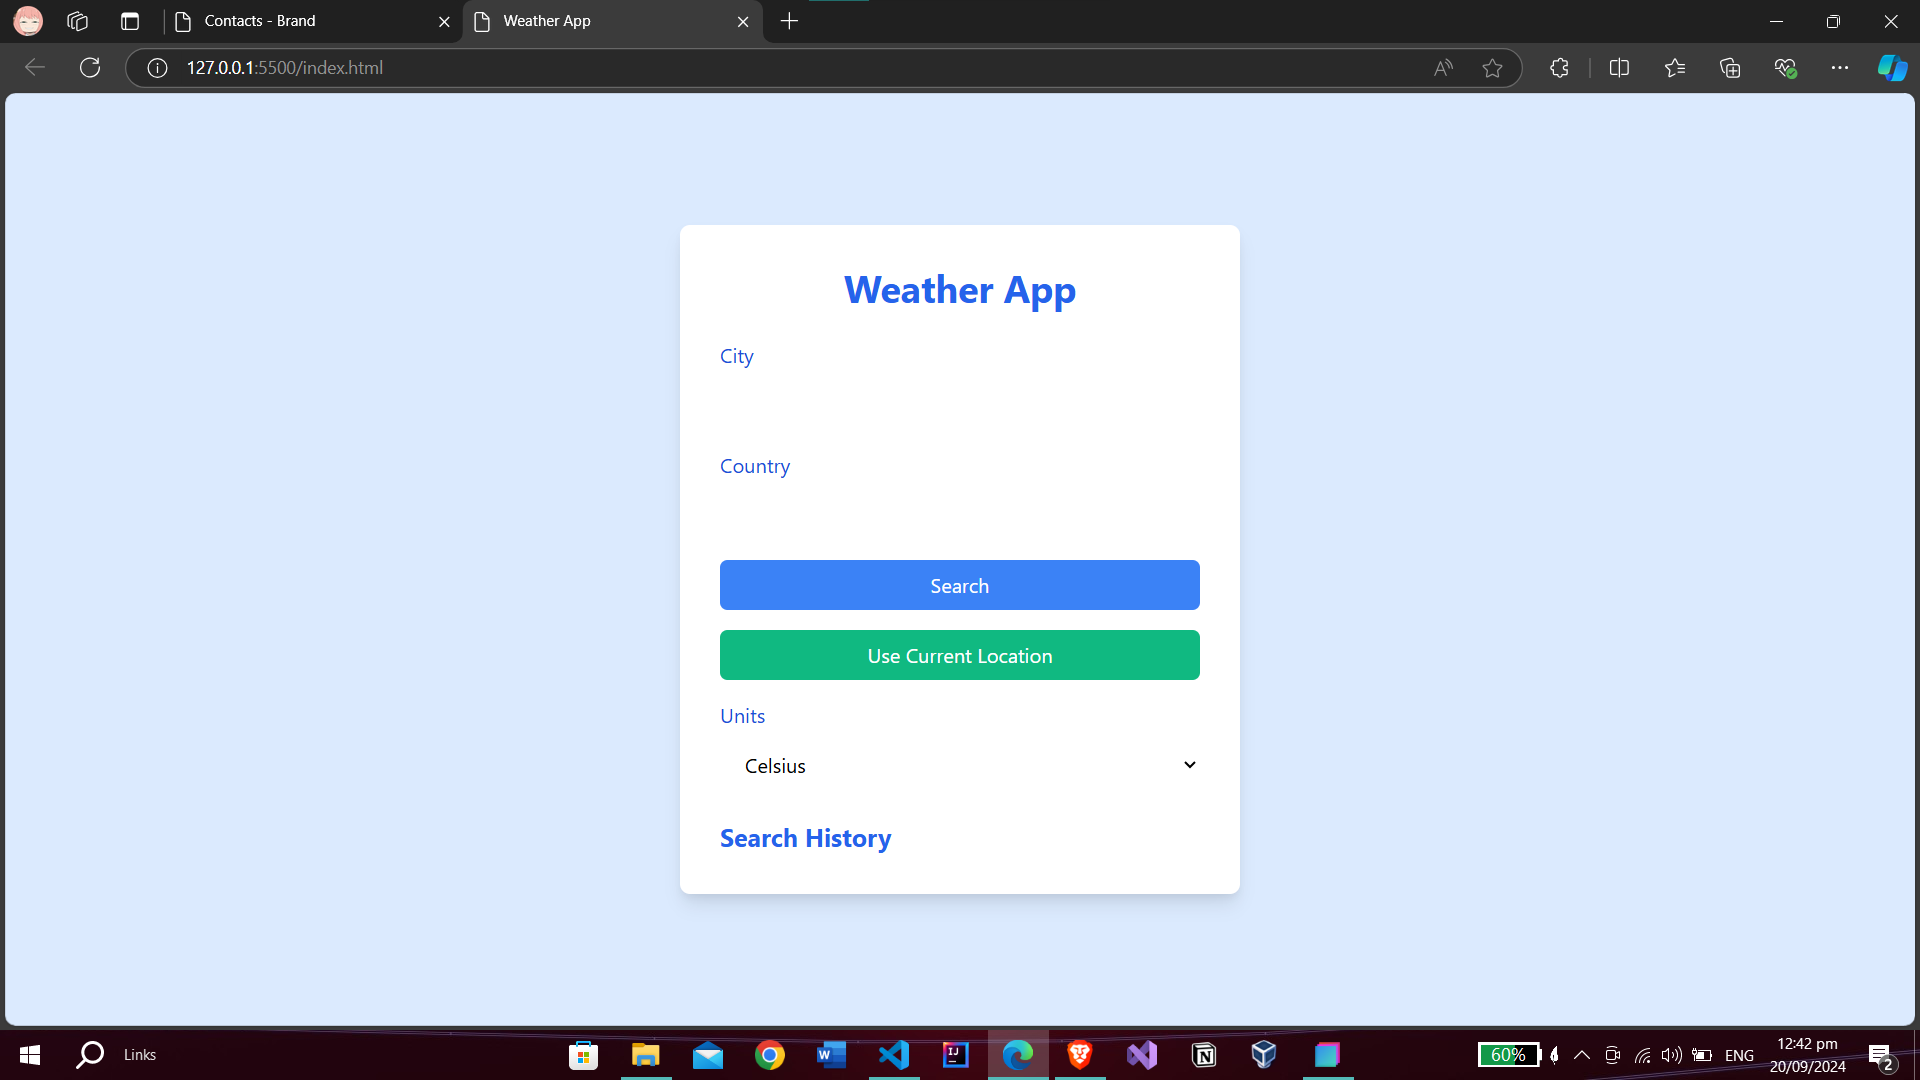 Contacts - Brand
Weather App
127.0.0.1:5500/index.html
Weather App
City
Country
Search
Use Current Location
Units
Celsius
Search History
Links
60%
ENG
12:42 pm
20/09/2024
2